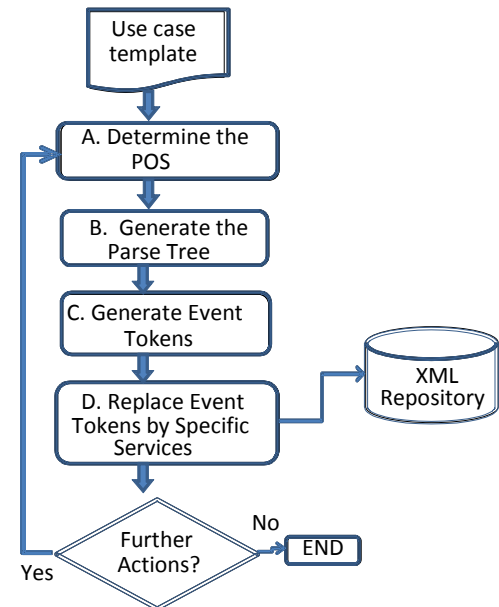 Use case
template
A. Determine the
POS
B. Generate the
Parse Tree
C. Generate Event
Tokens
D. Replace Event
Tokens by Specific
Services
XML
Repository
Further
Actions?
No
END
Yes